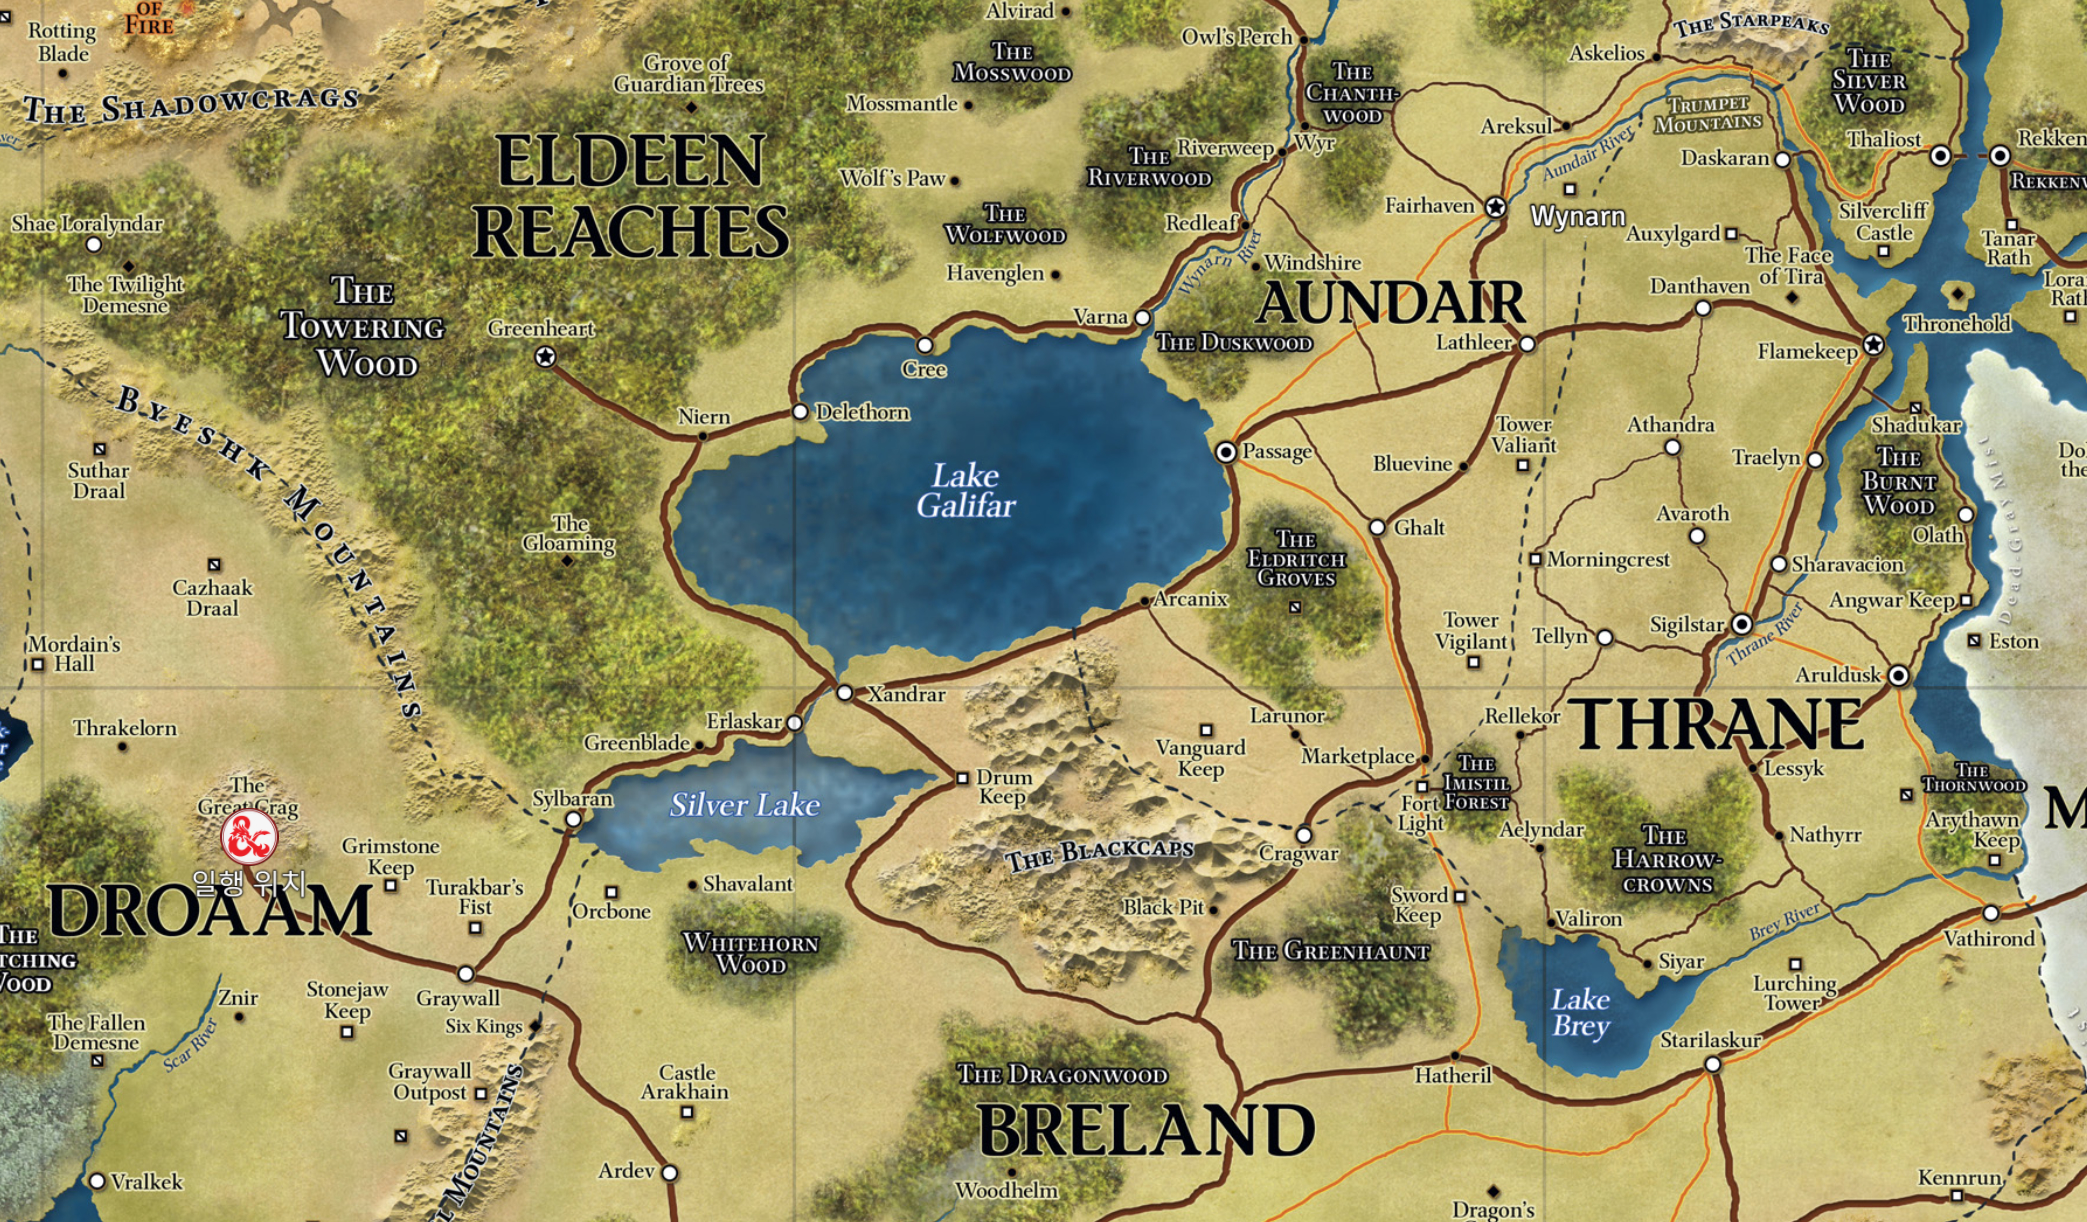 OF
FIRE
Rotting
Blade
THE SHADOWCRAGS
Grove of
Guardian Trees
Alvirad
THE
MOSSWOOD
Mossmantle
Owl's Perch
THE
CHANTH-
WOOD
Askelios
THE STARPEAKS
THE
SILVER
WOOD
TRUMPET
MOUNTAINS
Areksul
Aundair River
Daskaran
Thaliost
Rekken
REKKENW
ELDEEN
REACHES
Wolf's Paw
THE
RIVERWOOD
Riverweep
Wyr
THE
WOLFWOOD
Redleaf
Wynarn River
Havenglen
Windshire
Fairhaven
Wynarn
Auxylgard
Silvercliff
Castle
Tanar
Rath
The Face
of Tira
Shae Loralyndar
The Twilight
Demesne
THE
TOWERING
WOOD
Greenheart
Varna
Cree
THE DUSKWOOD
AUNDAIR
Danthaven
Lathleer
Flamekeep
Thronehold
BYESHK MOUNTAINS
Niern
Delethorn
Lake
Galifar
Passage
Bluevine
Tower
Valiant
Athandra
Traelyn
Shadukar
THE
BURNT
WOOD
Olath
Dead-Gray Mist
Suthar
Draal
Cazhaak
Draal
The
Gloaming
THE
ELDRITCH
GROVES
Ghalt
Avaroth
Morningcrest
Sharavacion
Angwar Keep
Eston
Mordain's
Hall
Arcanix
Tower
Vigilant
Tellyn
Sigilstar
Thrane River
Aruldusk
Thrakelorn
Xandrar
Erlaskar
Greenblade
Larunor
Vanguard
Keep
Marketplace
Rellekor
THRANE
Lessyk
THE
THORNWOOD
The
Great Crag
일행 위치
DROAAM
Grimstone
Keep
Turakbar's
Fist
Sylbaran
Silver Lake
Drum
Keep
THE BLACKCAPS
Cragwar
Fort
Light
THE
IMISTIL
FOREST
Aelyndar
THE
HARROW-
CROWNS
Nathyrr
Arythawn
Keep
Orcbone
Shavalant
WHITEHORN
WOOD
Black Pit
THE GREENHAUNT
Sword
Keep
Valiron
Siyar
Brey River
Vathirond
Lurching
Tower
Lake
Brey
Starilaskur
THE
TCHING
OOD
Graywall
Six Kings
Znir
Stonejaw
Keep
The Fallen
Demesne
Scar River
Graywall
Outpost
MOUNTAINS
Castle
Arakhain
THE DRAGONWOOD
BRELAND
Hatheril
Vralkek
Ardev
Woodhelm
Dragon's
Kennrun